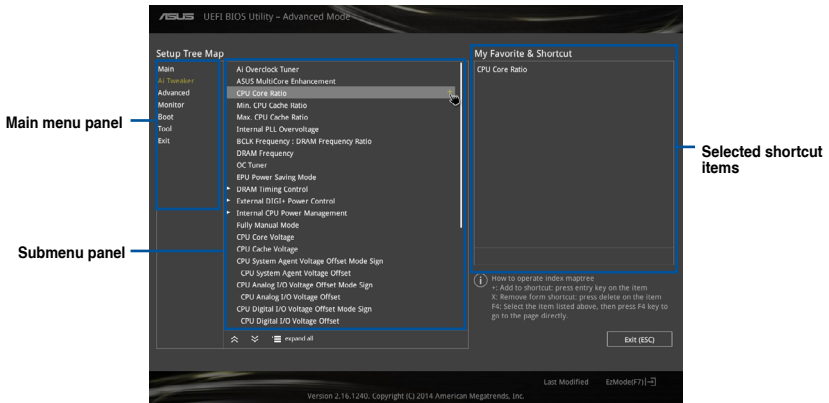 ASUS UEFI BIOS Utility – Advanced Mode
Setup Tree Map
Main
Ai Tweaker
Advanced
Monitor
Boot
Tool
Exit
Ai Overclock Tuner
ASUS MultiCore Enhancement
CPU Core Ratio
Min. CPU Cache Ratio
Max. CPU Cache Ratio
Internal PLL Overvoltage
BCLK Frequency : DRAM Frequency Ratio
DRAM Frequency
OC Tuner
EPU Power Saving Mode
DRAM Timing Control
External DIGI+ Power Control
Internal CPU Power Management
Fully Manual Mode
CPU Core Voltage
CPU Cache Voltage
CPU System Agent Voltage Offset Mode Sign
CPU System Agent Voltage Offset
CPU Analog I/O Voltage Offset Mode Sign
CPU Analog I/O Voltage Offset
CPU Digital I/O Voltage Offset Mode Sign
CPU Digital I/O Voltage Offset
expand all
My Favorite & Shortcut
CPU Core Ratio
How to operate index maptree
+: Add to shortcut: press entry key on the item
X: Remove form shortcut: press delete on the item
F4: Select the item listed above, then press F4 key to
go to the page directly.
Exit (ESC)
Last Modified EzMode(F7)
Version 2.16.1240. Copyright (C) 2014 American Megatrends, Inc.
Main menu panel
Submenu panel
Selected shortcut
items